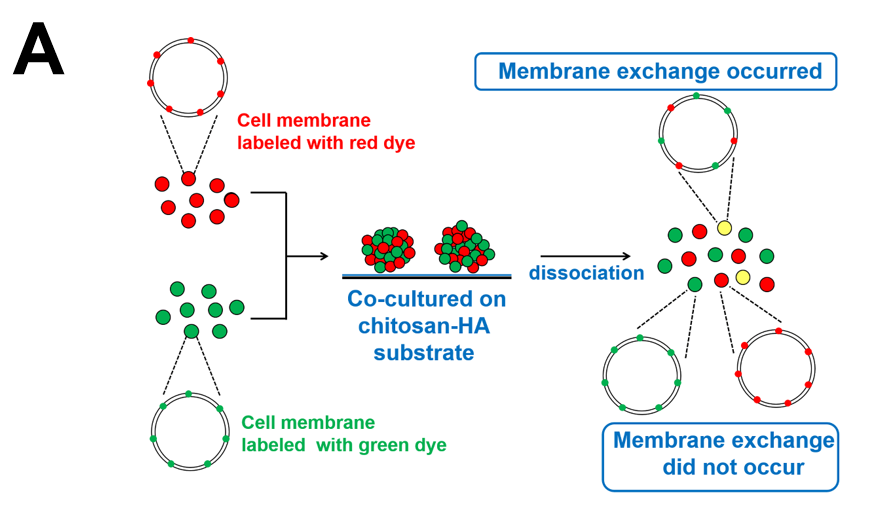 A
Membrane exchange occurred
Cell membrane
labeled with red dye
dissociation
Co-cultured on
chitosan-HA
substrate
Cell membrane
labeled with green dye
Membrane exchange
did not occur